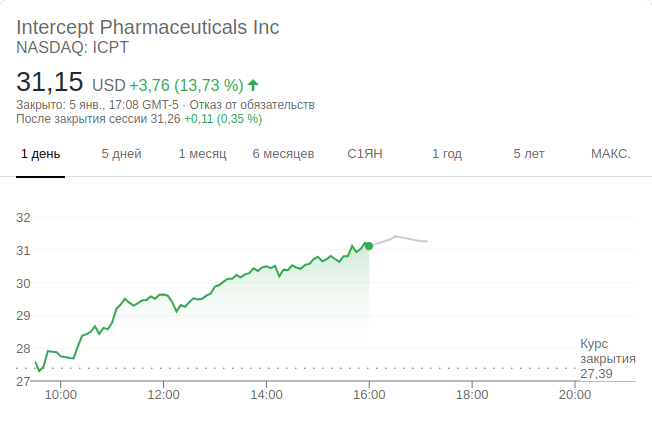 Intercept Pharmaceuticals Inc
NASDAQ: ICPT
31,15 USD +3,76 (13,73 %)
Закрыто: 5 янв., 17:08 GMT-5 · Отказ от обязательств
После закрытия сессии 31,26 +0,11 (0,35 %)
1 день 5 дней 1 месяц 6 месяцев С1ЯН 1 год 5 лет МАКС.
32
31
30
29
28
27
Курс
закрытия
27,39
10:00 12:00 14:00 16:00 18:00 20:00